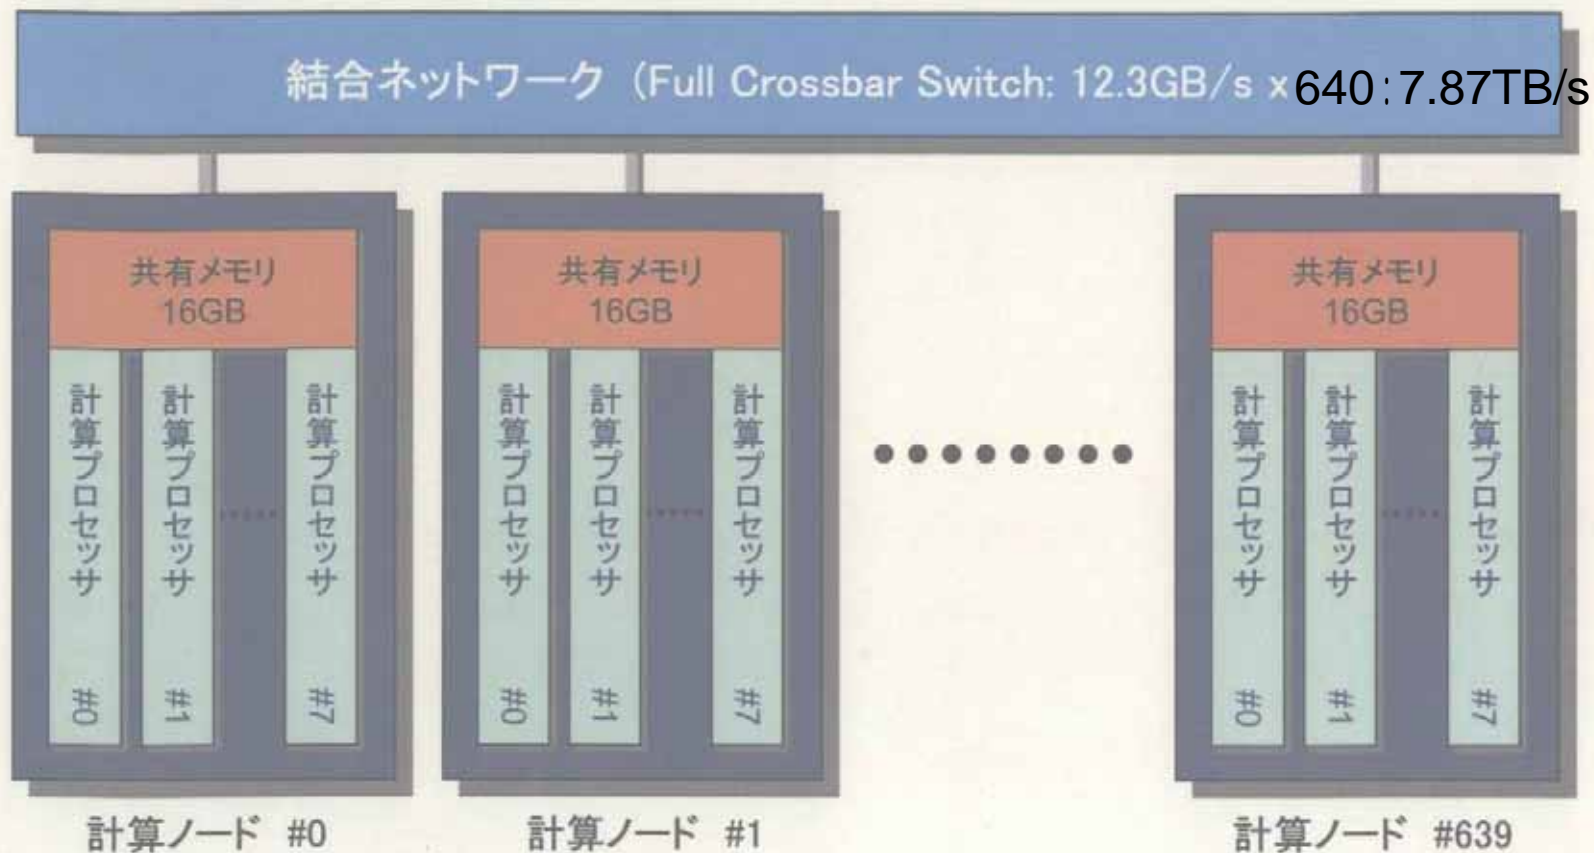 結合ネットワーク (Full Crossbar Switch: 12.3GB/s x 640:7.87TB/s
共有メモリ
16GB
計算プロセッサ #0
計算プロセッサ #1
計算プロセッサ #7
計算ノード #0
共有メモリ
16GB
計算プロセッサ #0
計算プロセッサ #1
計算プロセッサ #7
計算ノード #1
共有メモリ
16GB
計算プロセッサ #0
計算プロセッサ #1
計算プロセッサ #7
計算ノード #639